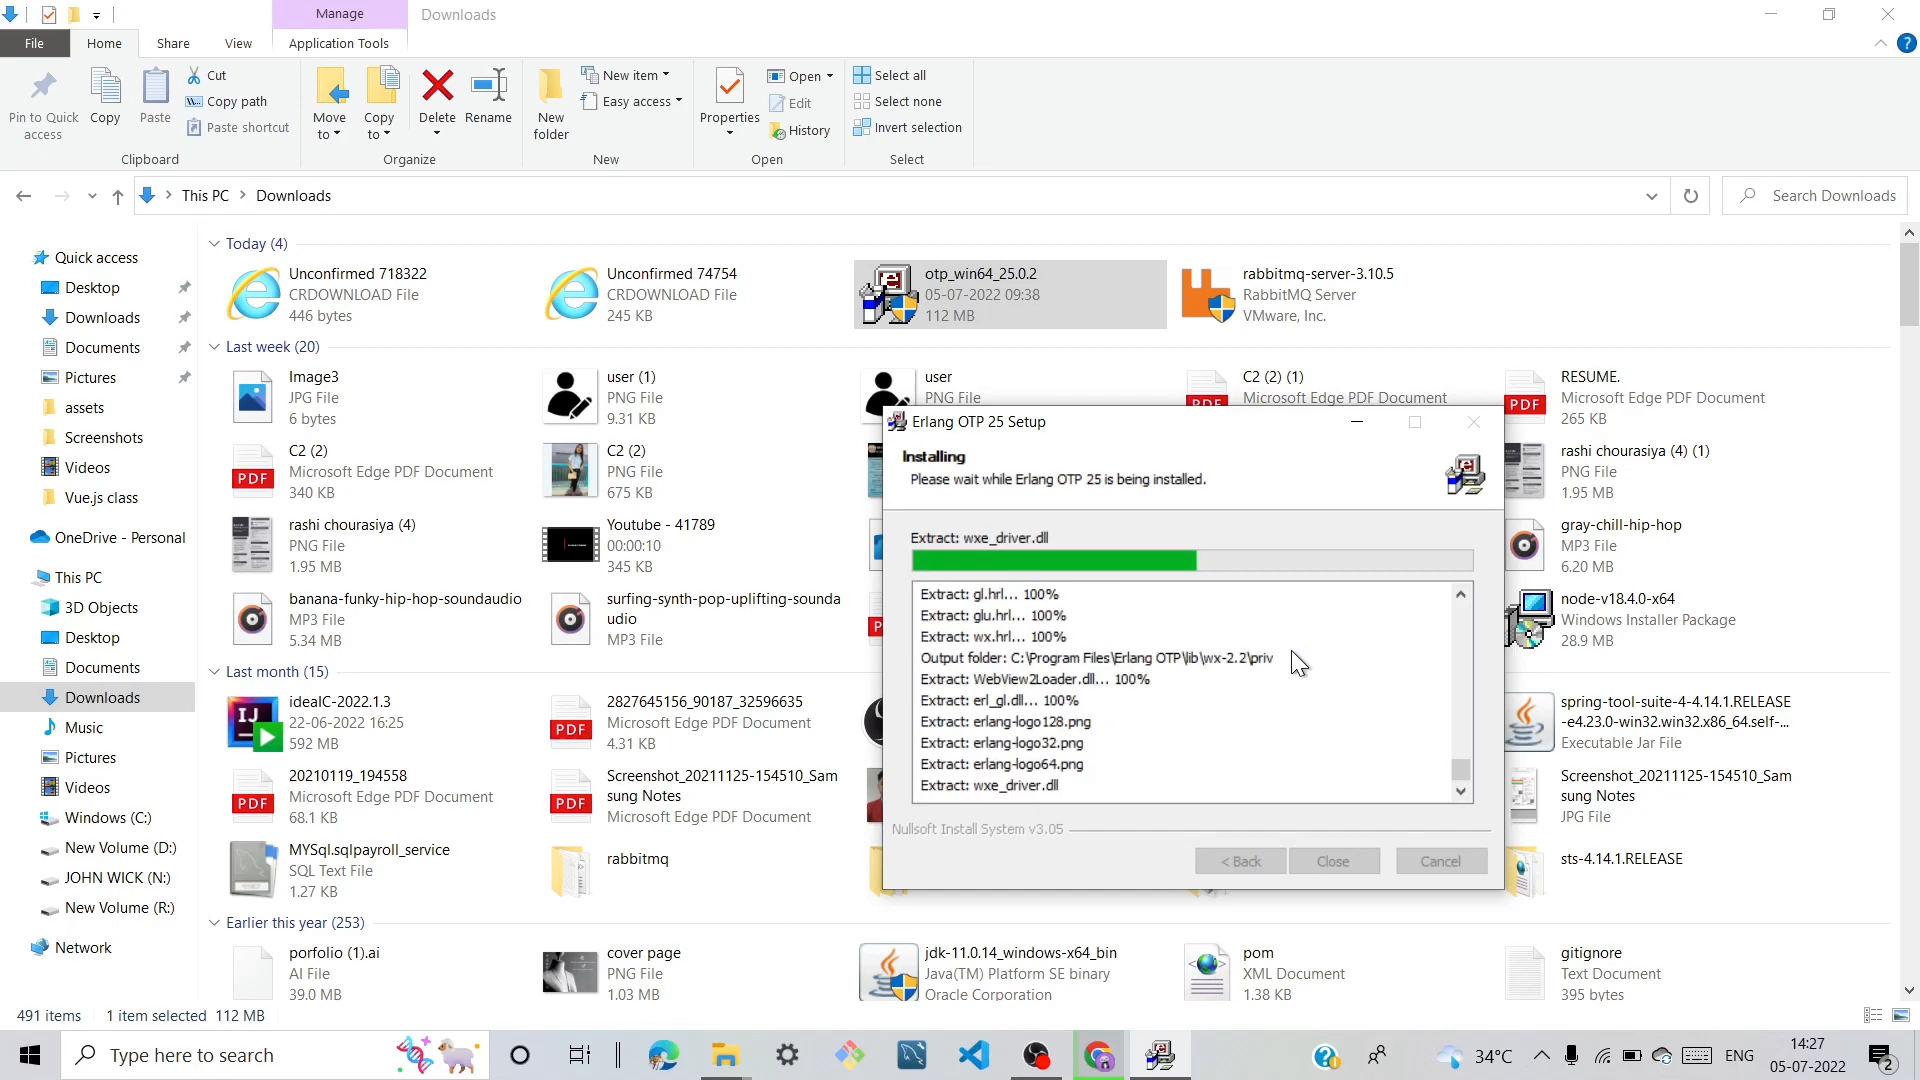 Manage
Downloads
File
Home
Share
View
Application Tools
Pin to Quick access
Copy
Paste
Cut
Copy path
Paste shortcut
Clipboard
Move to
Copy to
Delete
Rename
Organize
New folder
New item
Easy access
New
Properties
Open
Edit
History
Open
Select all
Select none
Invert selection
Select
This PC
Downloads
Search Downloads
Quick access
Desktop
Downloads
Documents
Pictures
assets
Screenshots
Videos
Vue.js class
OneDrive - Personal
This PC
3D Objects
Desktop
Documents
Downloads
Music
Pictures
Videos
Windows (C:)
New Volume (D:)
JOHN WICK (N:)
New Volume (R:)
Network
Today (4)
Unconfirmed 718322
CRDOWNLOAD File
446 bytes
Unconfirmed 74754
CRDOWNLOAD File
245 KB
otp_win64_25.0.2
05-07-2022 09:38
112 MB
rabbitmq-server-3.10.5
RabbitMQ Server
VMware, Inc.
Last week (20)
Image3
JPG File
6 bytes
user (1)
PNG File
9.31 KB
user
PNG File
C2 (2) (1)
Microsoft Edge PDF Document
PDF
RESUME.
Microsoft Edge PDF Document
265 KB
PDF
C2 (2)
Microsoft Edge PDF Document
340 KB
PDF
C2 (2)
PNG File
675 KB
rashi chourasiya (4) (1)
PNG File
1.95 MB
rashi chourasiya (4)
PNG File
1.95 MB
Youtube - 41789
00:00:10
345 KB
gray-chill-hip-hop
MP3 File
6.20 MB
banana-funky-hip-hop-soundaudio
MP3 File
5.34 MB
surfing-synth-pop-uplifting-sounda
udio
MP3 File
node-v18.4.0-x64
Windows Installer Package
28.9 MB
Last month (15)
IJ
ideaIC-2022.1.3
22-06-2022 16:25
592 MB
PDF
2827645156_90187_32596635
Microsoft Edge PDF Document
4.31 KB
spring-tool-suite-4-4.14.1.RELEASE
-e4.23.0-win32.win32.x86_64.self-...
Executable Jar File
PDF
20210119_194558
Microsoft Edge PDF Document
68.1 KB
PDF
Screenshot_20211125-154510_Sam
sung Notes
Microsoft Edge PDF Document
Screenshot_20211125-154510_Sam
sung Notes
JPG File
MYSql.sqlpayroll_service
SQL Text File
1.27 KB
rabbitmq
sts-4.14.1.RELEASE
Earlier this year (253)
porfolio (1).ai
AI File
39.0 MB
cover page
PNG File
1.03 MB
jdk-11.0.14_windows-x64_bin
Java(TM) Platform SE binary
Oracle Corporation
pom
XML Document
1.38 KB
gitignore
Text Document
395 bytes
Erlang OTP 25 Setup
Installing
Please wait while Erlang OTP 25 is being installed.
Extract: wxe_driver.dll
Extract: gl.hrl... 100%
Extract: glu.hrl... 100%
Extract: wx.hrl... 100%
Output folder: C:\Program Files\Erlang OTP\lib\wx-2.2\priv
Extract: WebView2Loader.dll... 100%
Extract: erl_gl.dll... 100%
Extract: erlang-logo128.png
Extract: erlang-logo32.png
Extract: erlang-logo64.png
Extract: wxe_driver.dll
Nullsoft Install System v3.05
< Back
Close
Cancel
491 items
1 item selected 112 MB
Type here to search
34°C
ENG
14:27
05-07-2022
2